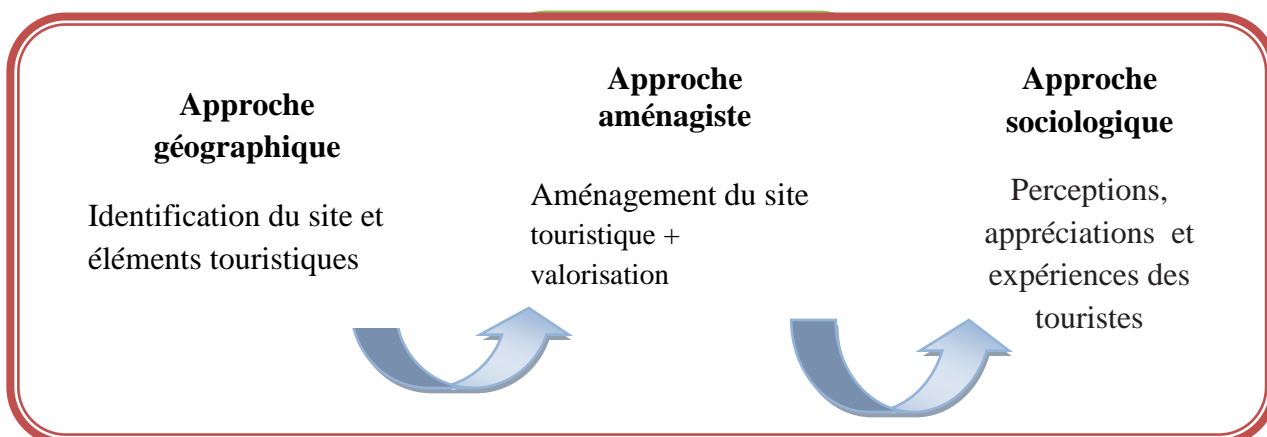 Approche
géographique
Identification du site et
éléments touristiques
Approche
aménagiste
Aménagement du site
touristique +
valorisation
Approche
sociologique
Perceptions,
appréciations et
expériences des
touristes